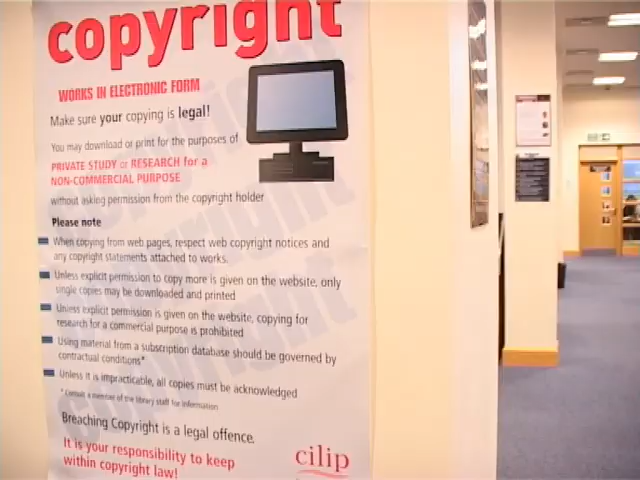 copyright
WORKS IN ELECTRONIC FORM
Make sure your copying is legal!
You may download or print for the purposes of
PRIVATE STUDY or RESEARCH for a
NON-COMMERCIAL PURPOSE
without asking permission from the copyright holder
Please note
When copying from web pages, respect web copyright notices and
any copyright statements attached to works.
Unless explicit permission to copy more is given on the website, only
single copies may be downloaded and printed
Unless explicit permission is given on the website, copying for
research for a commercial purpose is prohibited
Using material from a subscription database should be governed by
contractual conditions*
Unless it is impracticable, all copies must be acknowledged
* Consult a member of the library staff for information
Breaching Copyright is a legal offence.
It is your responsibility to keep
within copyright law!
cilip